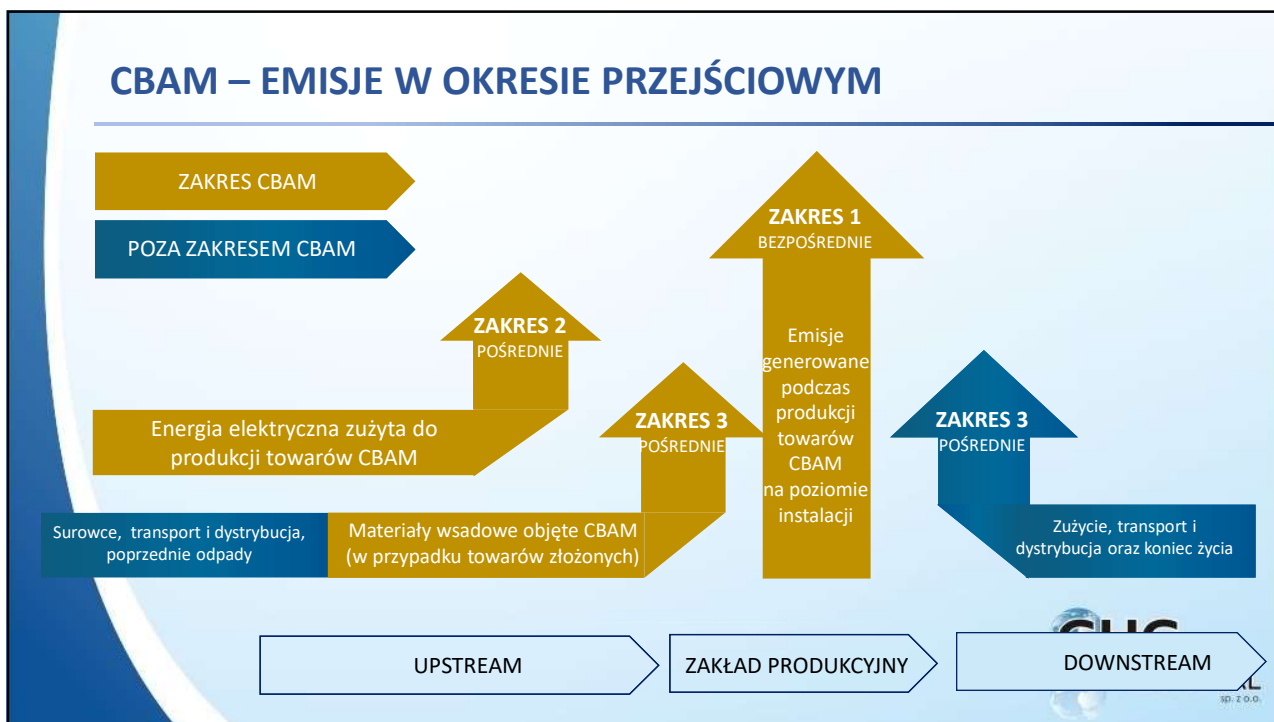 CBAM – EMISJE W OKRESIE PRZEJŚCIOWYM
ZAKRES CBAM
POZA ZAKRESEM CBAM
ZAKRES 2
POŚREDNIE
Energia elektryczna zużyta do
produkcji towarów CBAM
Surowce, transport i dystrybucja,
poprzednie odpady
Materiały wsadowe objęte CBAM
(w przypadku towarów złożonych)
ZAKRES 3
POŚREDNIE
ZAKRES 1
BEZPOŚREDNIE
Emisje
generowane
podczas
produkcji
towarów
CBAM
na poziomie
instalacji
ZAKRES 3
POŚREDNIE
Zużycie, transport i
dystrybucja oraz koniec życia
UPSTREAM
ZAKŁAD PRODUKCYJNY
DOWNSTREAM
sp. z o.o.